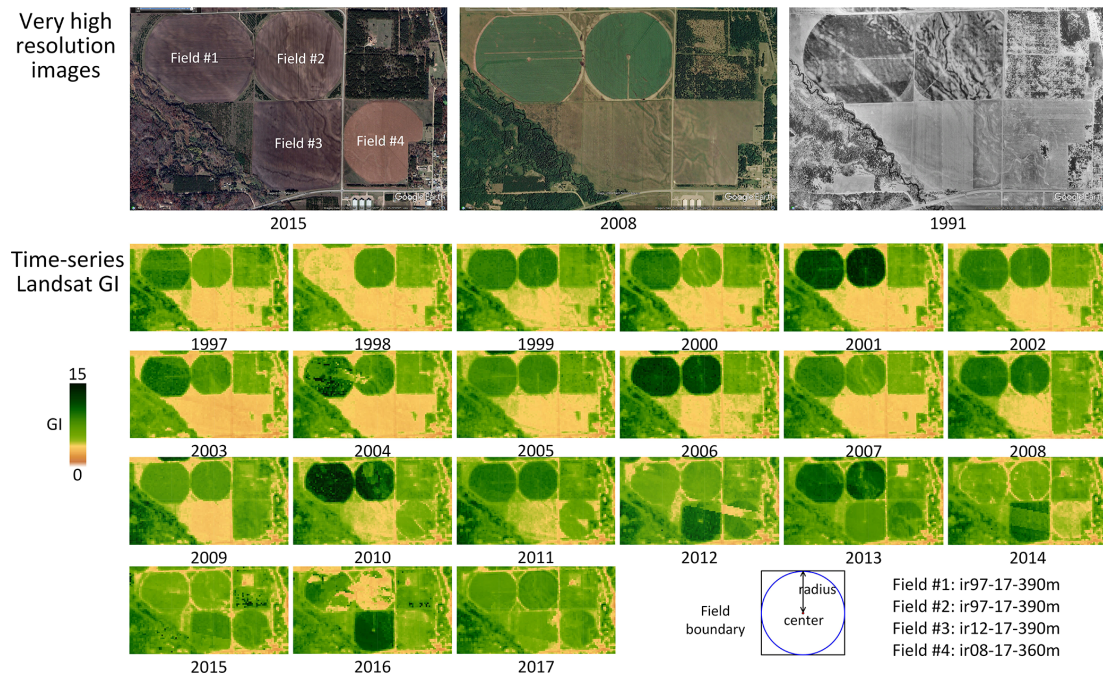 Very high
resolution
images
Field #1
Field #2
Field #3
Field #4
Google Earth
Google Earth
Google Earth
2015
2008
1991
Time-series
Landsat GI
1997
1998
1999
2000
2001
2002
15
GI
0
2003
2004
2005
2006
2007
2008
2009
2010
2011
2012
2013
2014
2015
2016
2017
Field
boundary
radius
center
Field #1: ir97-17-390m
Field #2: ir97-17-390m
Field #3: ir12-17-390m
Field #4: ir08-17-360m